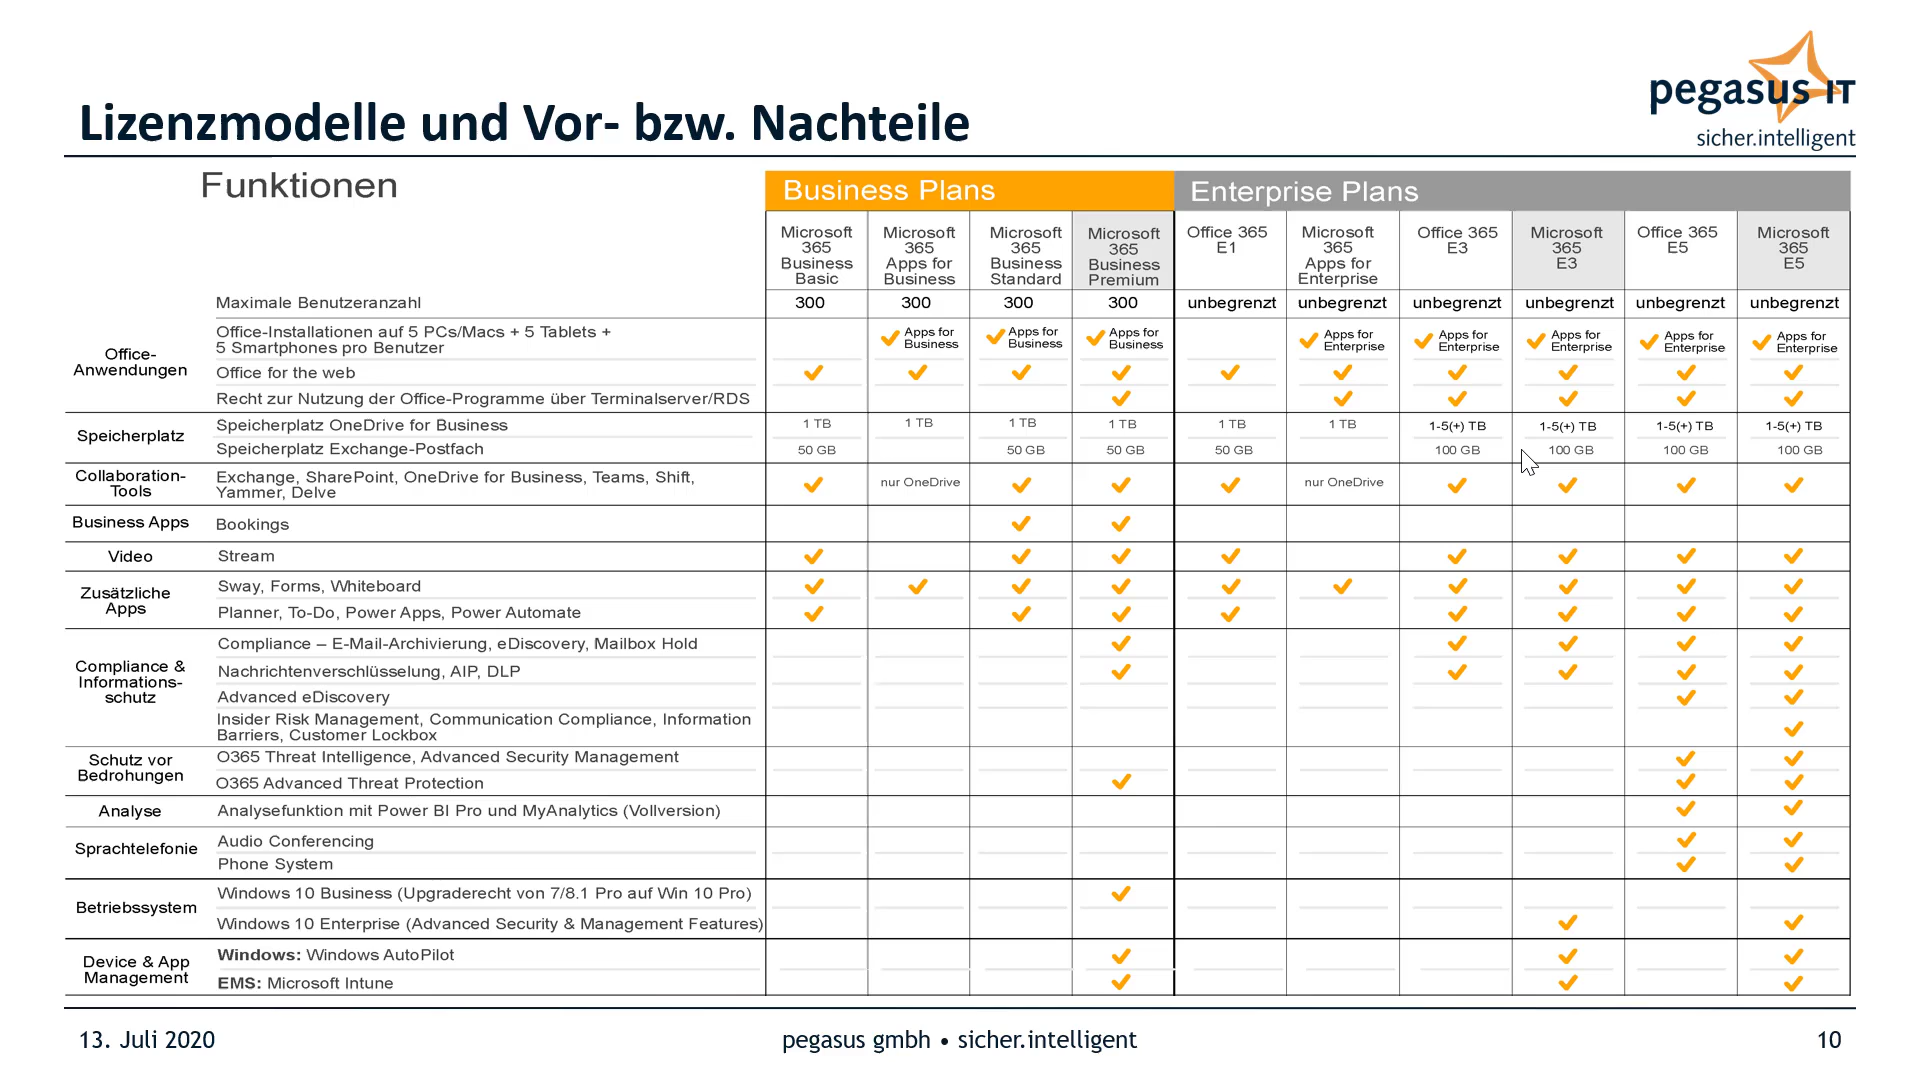 pegasus IT
sicher.intelligent
Lizenzmodelle und Vor- bzw. Nachteile
Funktionen
Business Plans
Enterprise Plans
Microsoft 365 Business Basic
Microsoft 365 Apps for Business
Microsoft 365 Business Standard
Microsoft 365 Business Premium
Office 365 E1
Microsoft 365 Apps for Enterprise
Office 365 E3
Microsoft 365 E3
Office 365 E5
Microsoft 365 E5
Maximale Benutzeranzahl 300 300 300 300 unbegrenzt unbegrenzt unbegrenzt unbegrenzt unbegrenzt unbegrenzt
Office-Anwendungen
Office-Installationen auf 5 PCs/Macs + 5 Tablets +
5 Smartphones pro Benutzer
Apps for Business Apps for Business Apps for Business Apps for Enterprise Apps for Enterprise Apps for Enterprise Apps for Enterprise Apps for Enterprise
Office for the web
Recht zur Nutzung der Office-Programme über Terminalserver/RDS
Speicherplatz
Speicherplatz OneDrive for Business 1 TB 1 TB 1 TB 1 TB 1 TB 1 TB 1-5(+) TB 1-5(+) TB 1-5(+) TB 1-5(+) TB
Speicherplatz Exchange-Postfach 50 GB 50 GB 50 GB 50 GB 100 GB 100 GB 100 GB 100 GB
Collaboration-Tools
Exchange, SharePoint, OneDrive for Business, Teams, Shift,
Yammer, Delve
nur OneDrive nur OneDrive
Business Apps
Bookings
Video
Stream
Zusätzliche Apps
Sway, Forms, Whiteboard
Planner, To-Do, Power Apps, Power Automate
Compliance & Informations-schutz
Compliance – E-Mail-Archivierung, eDiscovery, Mailbox Hold
Nachrichtenverschlüsselung, AIP, DLP
Advanced eDiscovery
Insider Risk Management, Communication Compliance, Information
Barriers, Customer Lockbox
Schutz vor Bedrohungen
O365 Threat Intelligence, Advanced Security Management
O365 Advanced Threat Protection
Analyse
Analysefunktion mit Power BI Pro und MyAnalytics (Vollversion)
Sprachtelefonie
Audio Conferencing
Phone System
Betriebssystem
Windows 10 Business (Upgraderecht von 7/8.1 Pro auf Win 10 Pro)
Windows 10 Enterprise (Advanced Security & Management Features)
Device & App Management
Windows: Windows AutoPilot
EMS: Microsoft Intune
13. Juli 2020
pegasus gmbh • sicher.intelligent
10